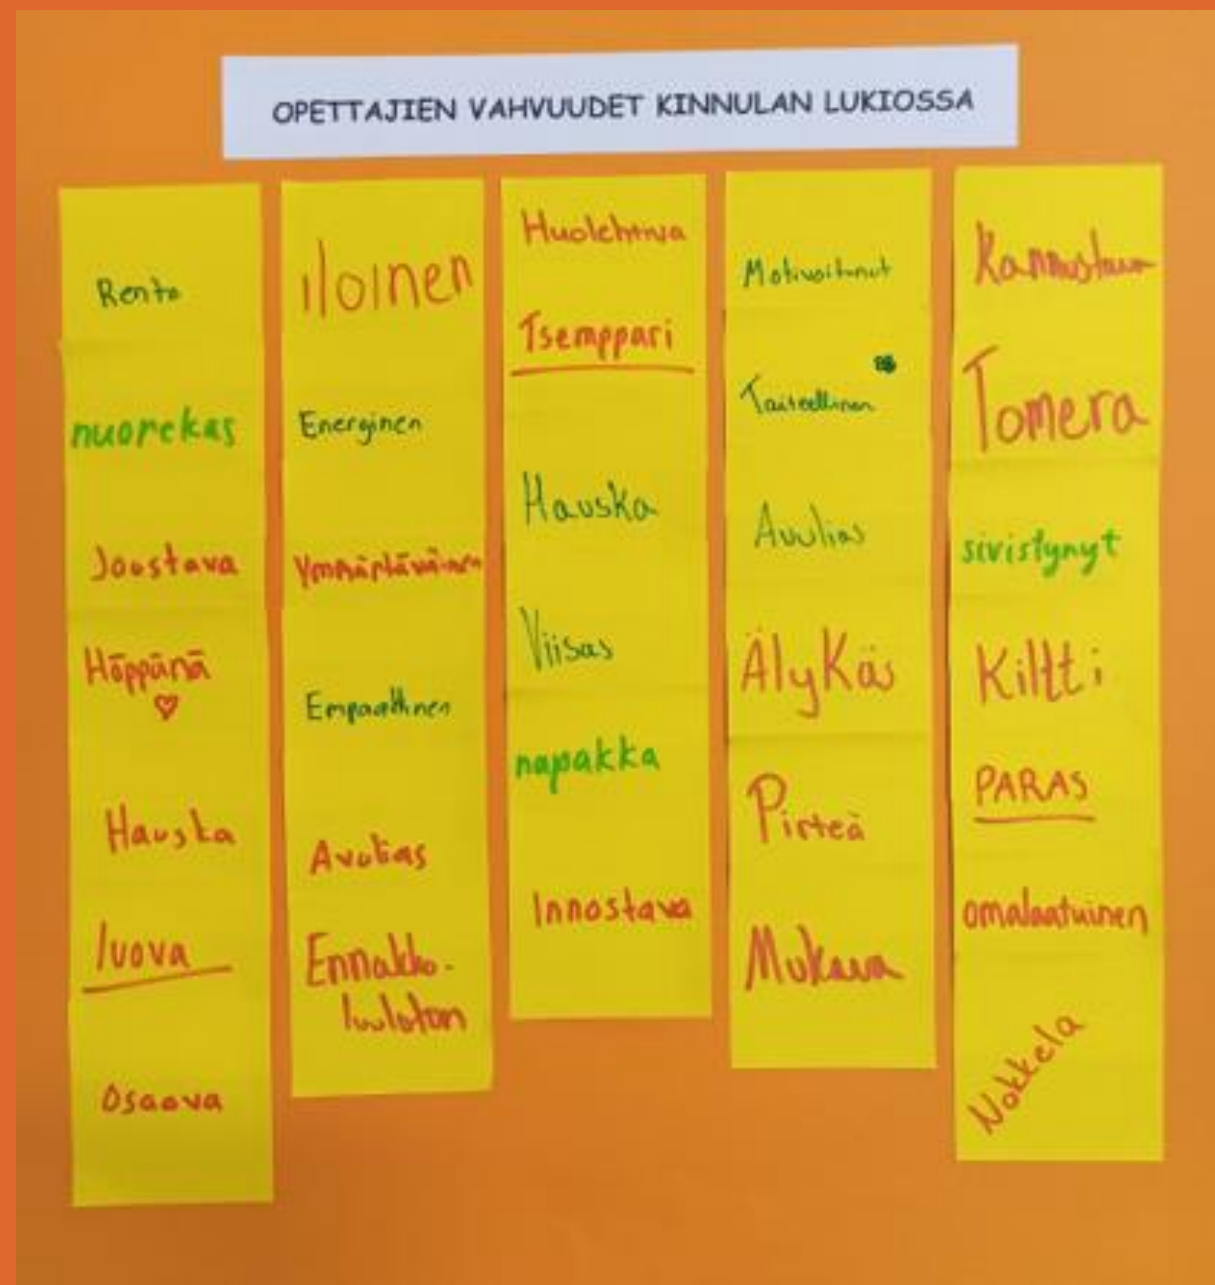 OPETTAJIEN VAHVUUDET KINNULAN LUKIOSSA
Rento
nuorekas
Joustava
Höppänä
Hauska
luova
Osaava
iloinen
Energinen
Ymmärtäväinen
Empaattinen
Avulias
Ennakko-
luuloton
Huolehtiva
Tsemppari
Hauska
Viisas
napakka
Innostava
Motivoitunut
Taiteellinen
Avulias
Älykäs
Pirteä
Mukava
Kannustava
Tomera
sivistynyt
Kiltti
PARAS
omalaatuinen
Nokkela